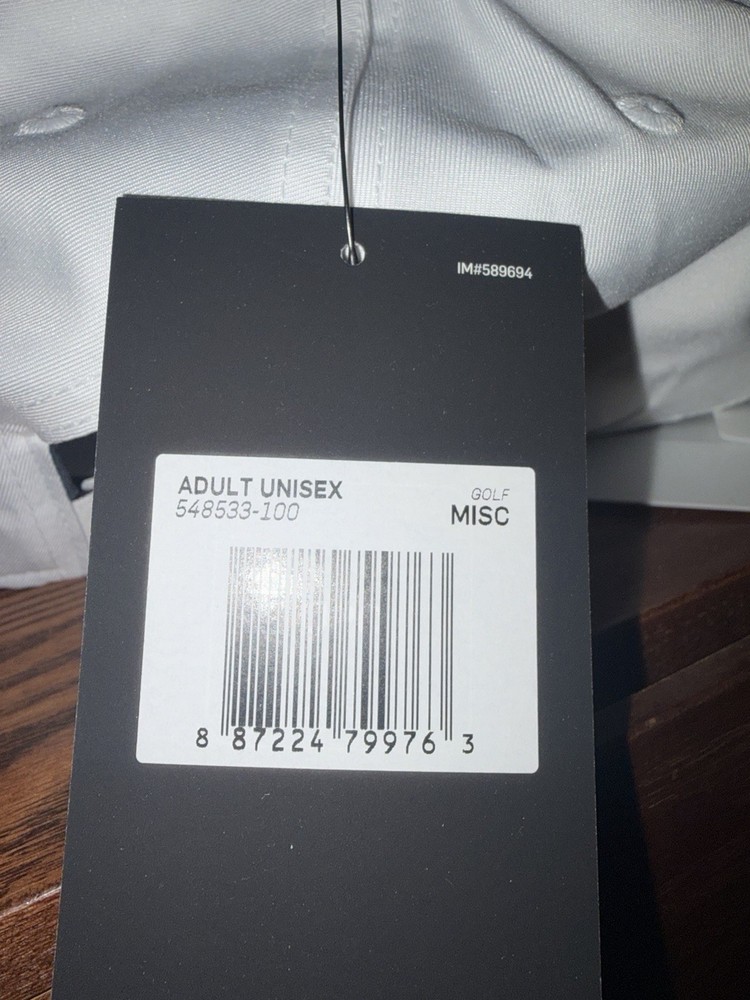 IM#589694
ADULT UNISEX
548533-100
GOLF
MISC
8 87224 79976 3